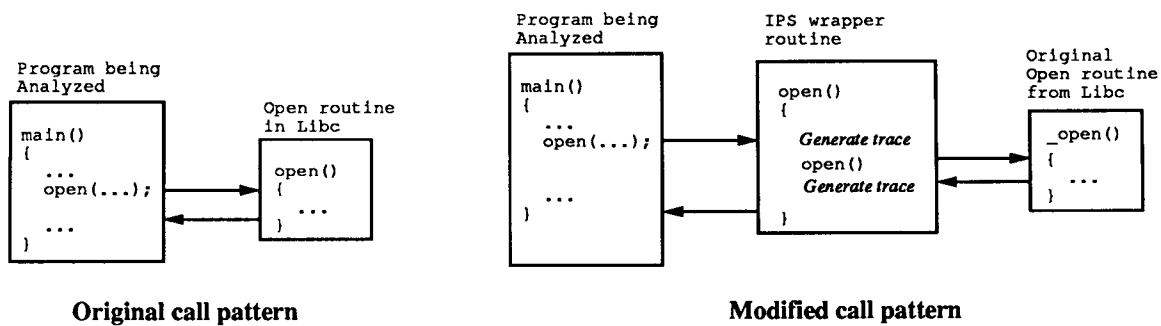 Program being
Analyzed
main()
{
...
open(...);
...
}
Open routine
in Libc
open()
{
...
}
Original call pattern
Program being
Analyzed
main()
{
...
open(...);
...
}
IPS wrapper
routine
open()
{
Generate trace
open()
Generate trace
}
Original
Open routine
from Libc
_open()
{
...
}
Modified call pattern